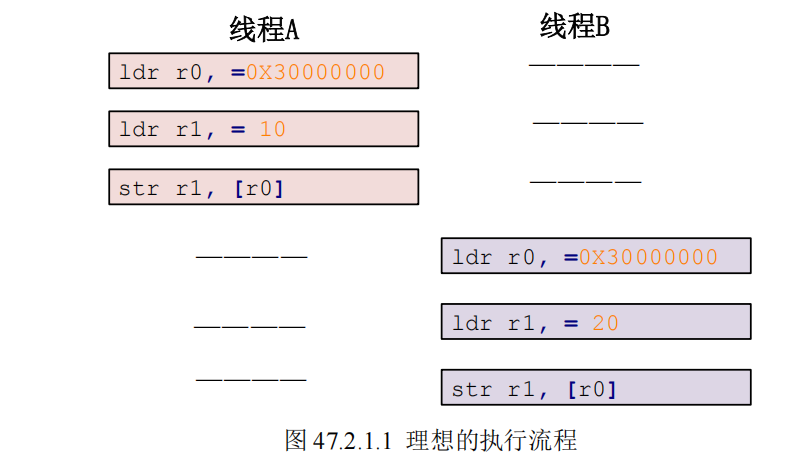 线程A 线程B
ldr r0, =0X30000000 ————
ldr r1, = 10 ————
str r1, [r0] ————
———— ldr r0, =0X30000000
———— ldr r1, = 20
———— str r1, [r0]
图 47.2.1.1 理想的执行流程